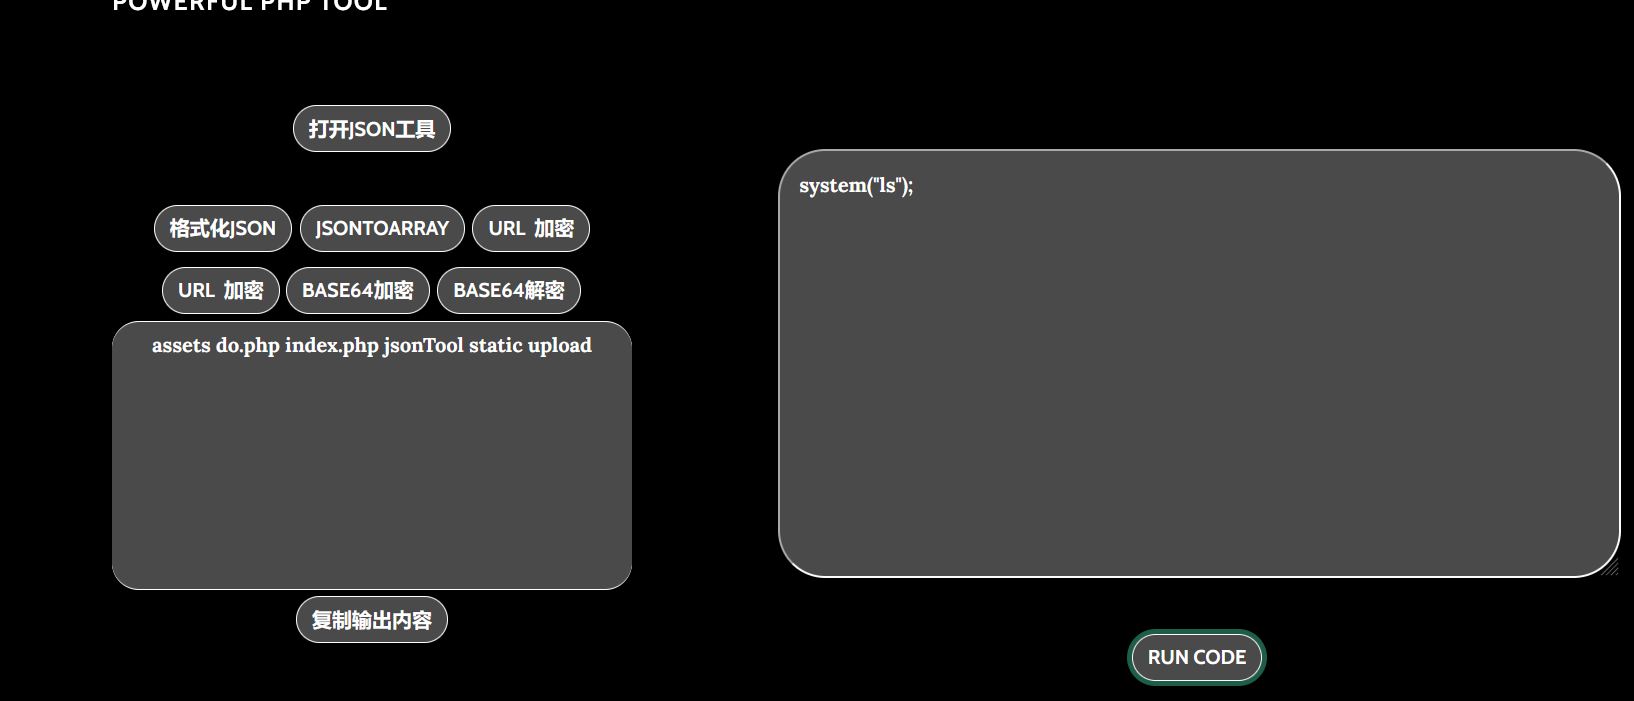 POWERFUL PHP TOOL
打开JSON工具
格式化JSON JSONTOARRAY URL 加密
URL 加密 BASE64加密 BASE64解密
assets do.php index.php jsonTool static upload
复制输出内容
system("ls");
RUN CODE